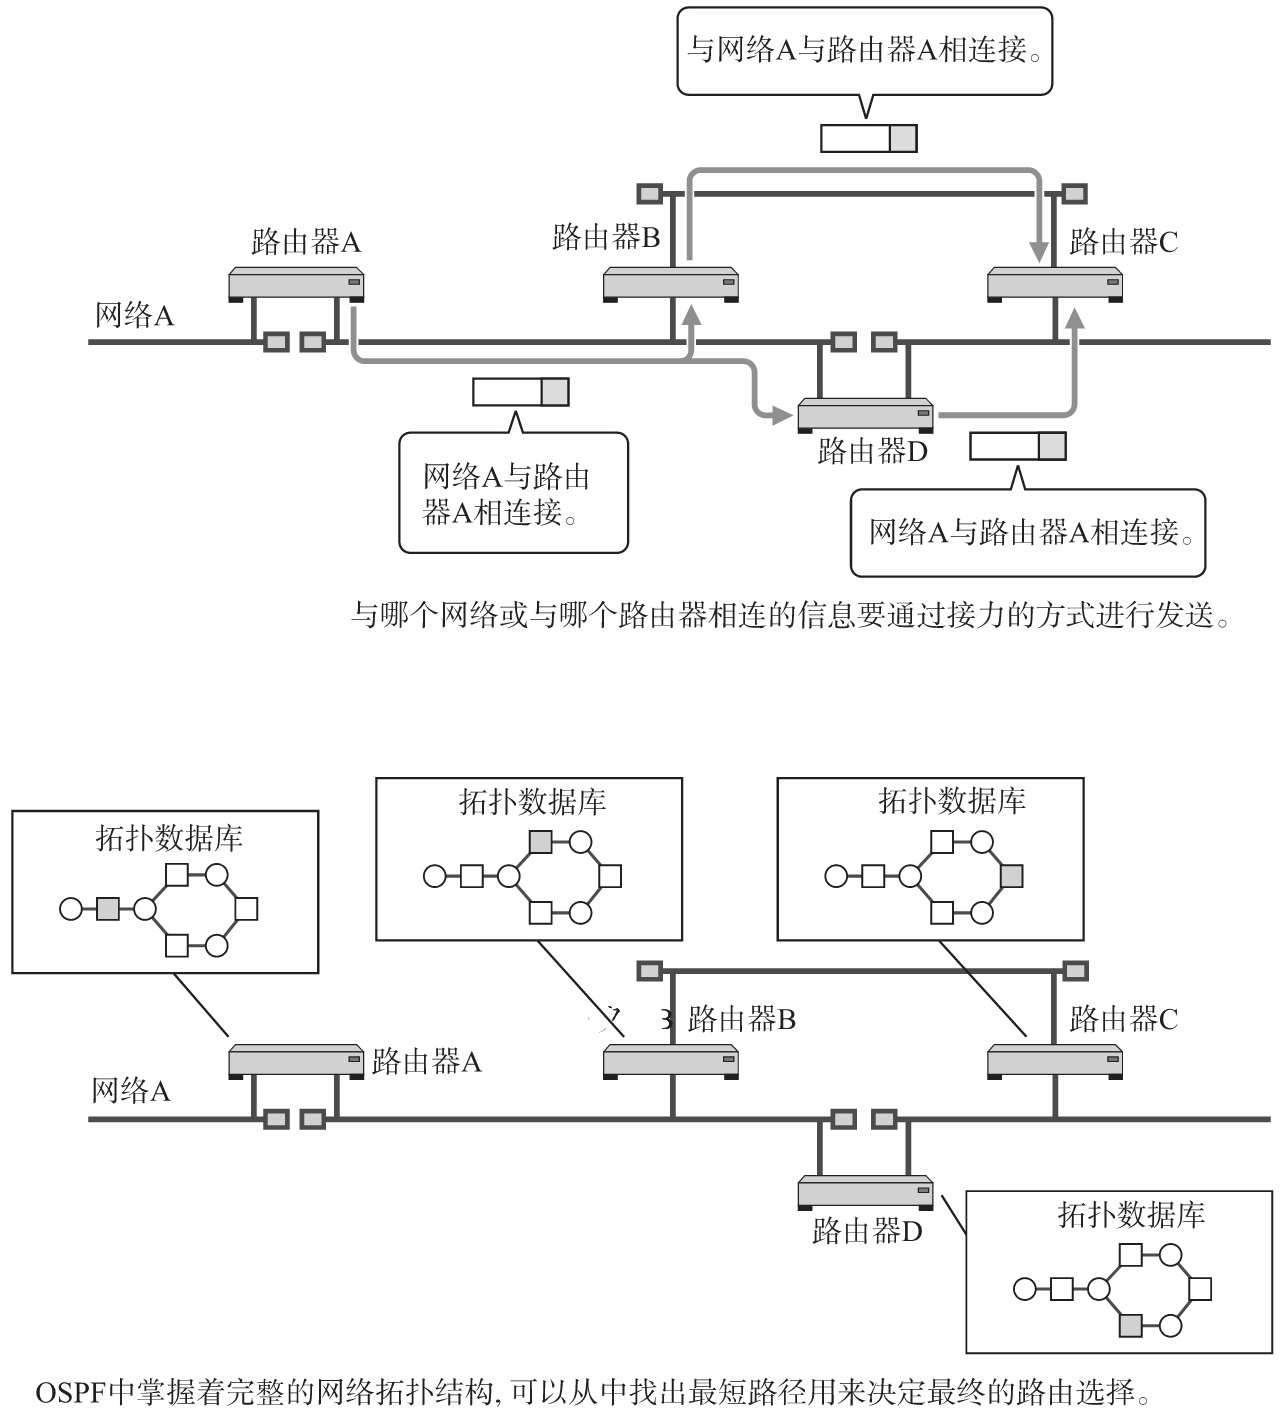 与网络A与路由器A相连接。
路由器A
路由器B
路由器C
网络A
路由器D
网络A与路由
器A相连接。
网络A与路由器A相连接。
与哪个网络或与哪个路由器相连的信息要通过接力的方式进行发送。
拓扑数据库
拓扑数据库
拓扑数据库
路由器B
路由器C
路由器A
网络A
路由器D
拓扑数据库
OSPF中掌握着完整的网络拓扑结构, 可以从中找出最短路径用来决定最终的路由选择。